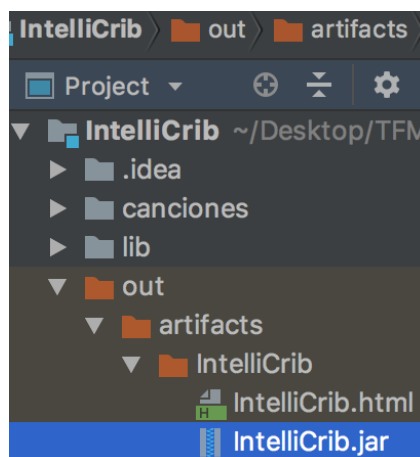 IntelliCrib out artifacts
Project
IntelliCrib ~/Desktop/TFM
.idea
canciones
lib
out
artifacts
IntelliCrib
H IntelliCrib.html
IntelliCrib.jar